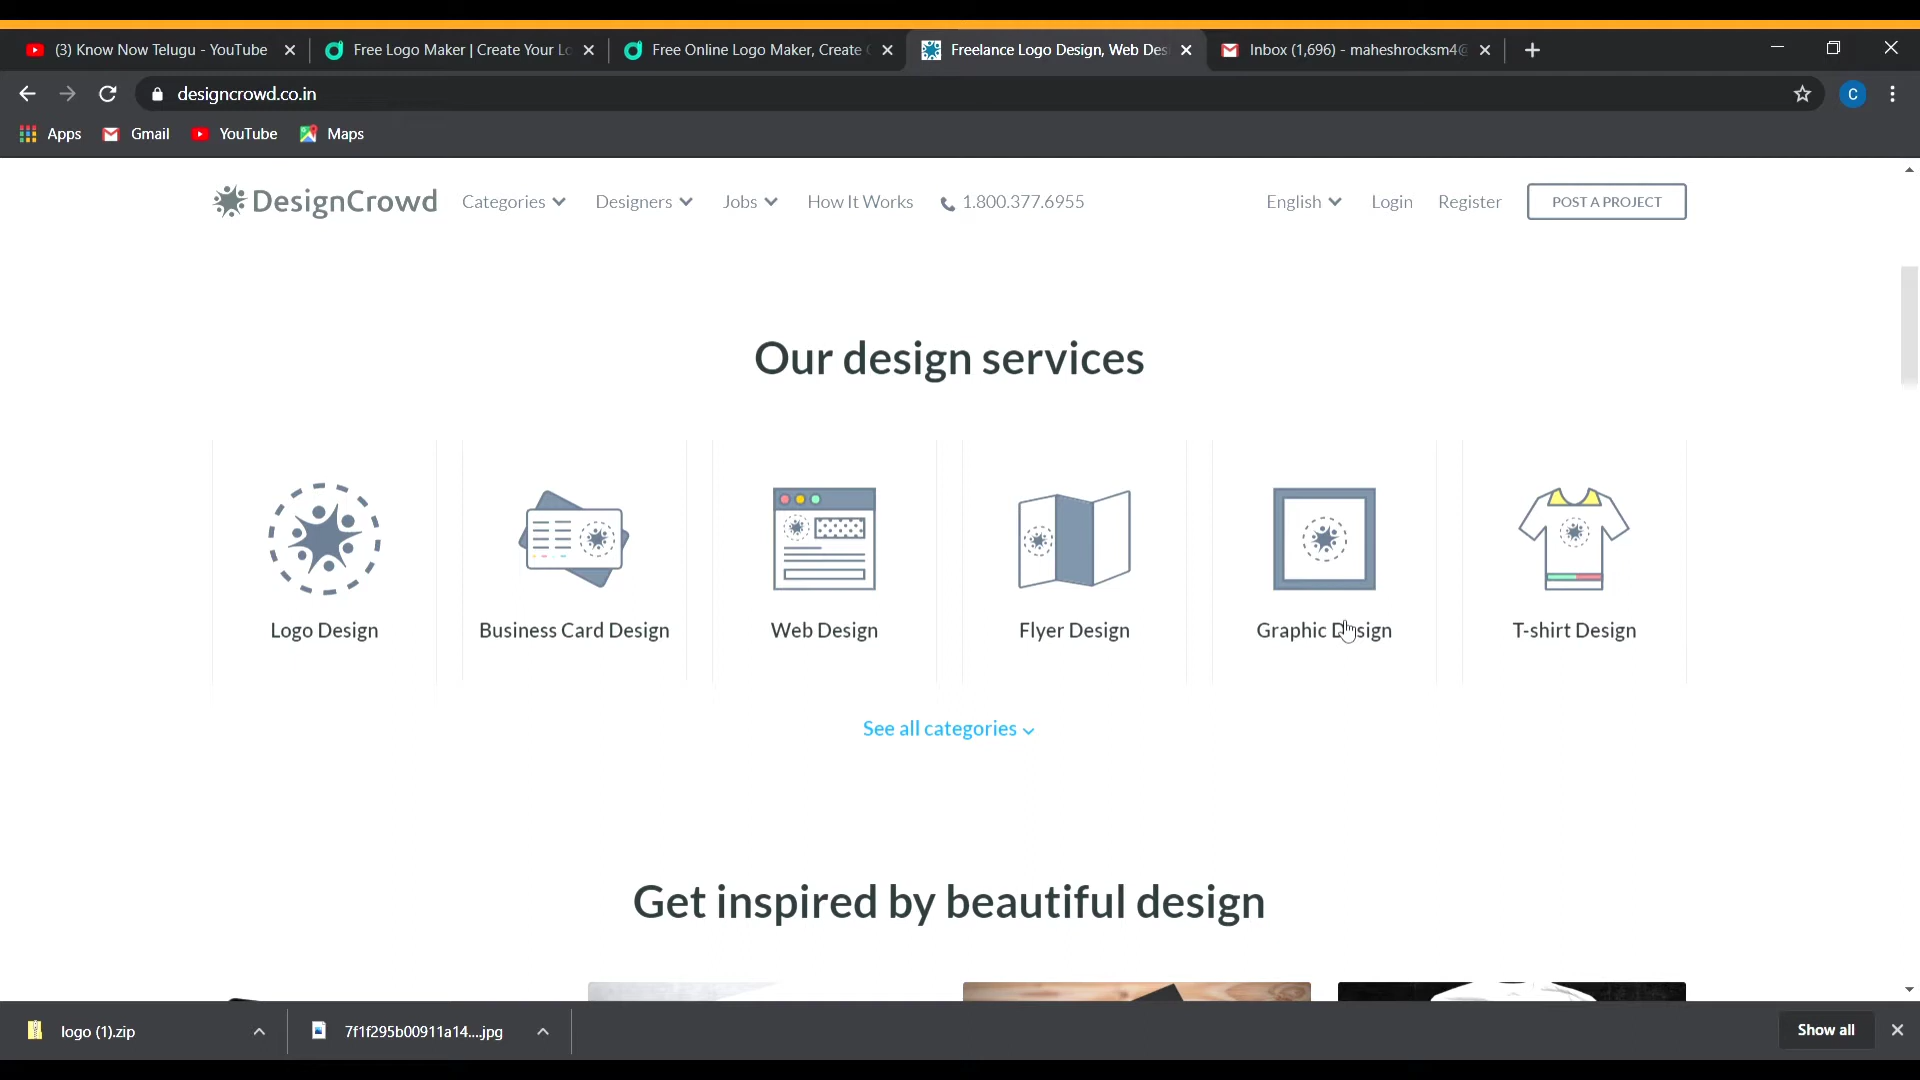 (3) Know Now Telugu - YouTube
Free Logo Maker | Create Your Lo
Free Online Logo Maker, Create
Freelance Logo Design, Web Des
Inbox (1,696) - maheshrocksm4@
designcrowd.co.in
C
Apps
Gmail
YouTube
Maps
DesignCrowd
Categories
Designers
Jobs
How It Works
1.800.377.6955
English
Login
Register
POST A PROJECT
Our design services
Logo Design
Business Card Design
Web Design
Flyer Design
Graphic Design
T-shirt Design
See all categories
Get inspired by beautiful design
logo (1).zip
7f1f295b00911a14....jpg
Show all